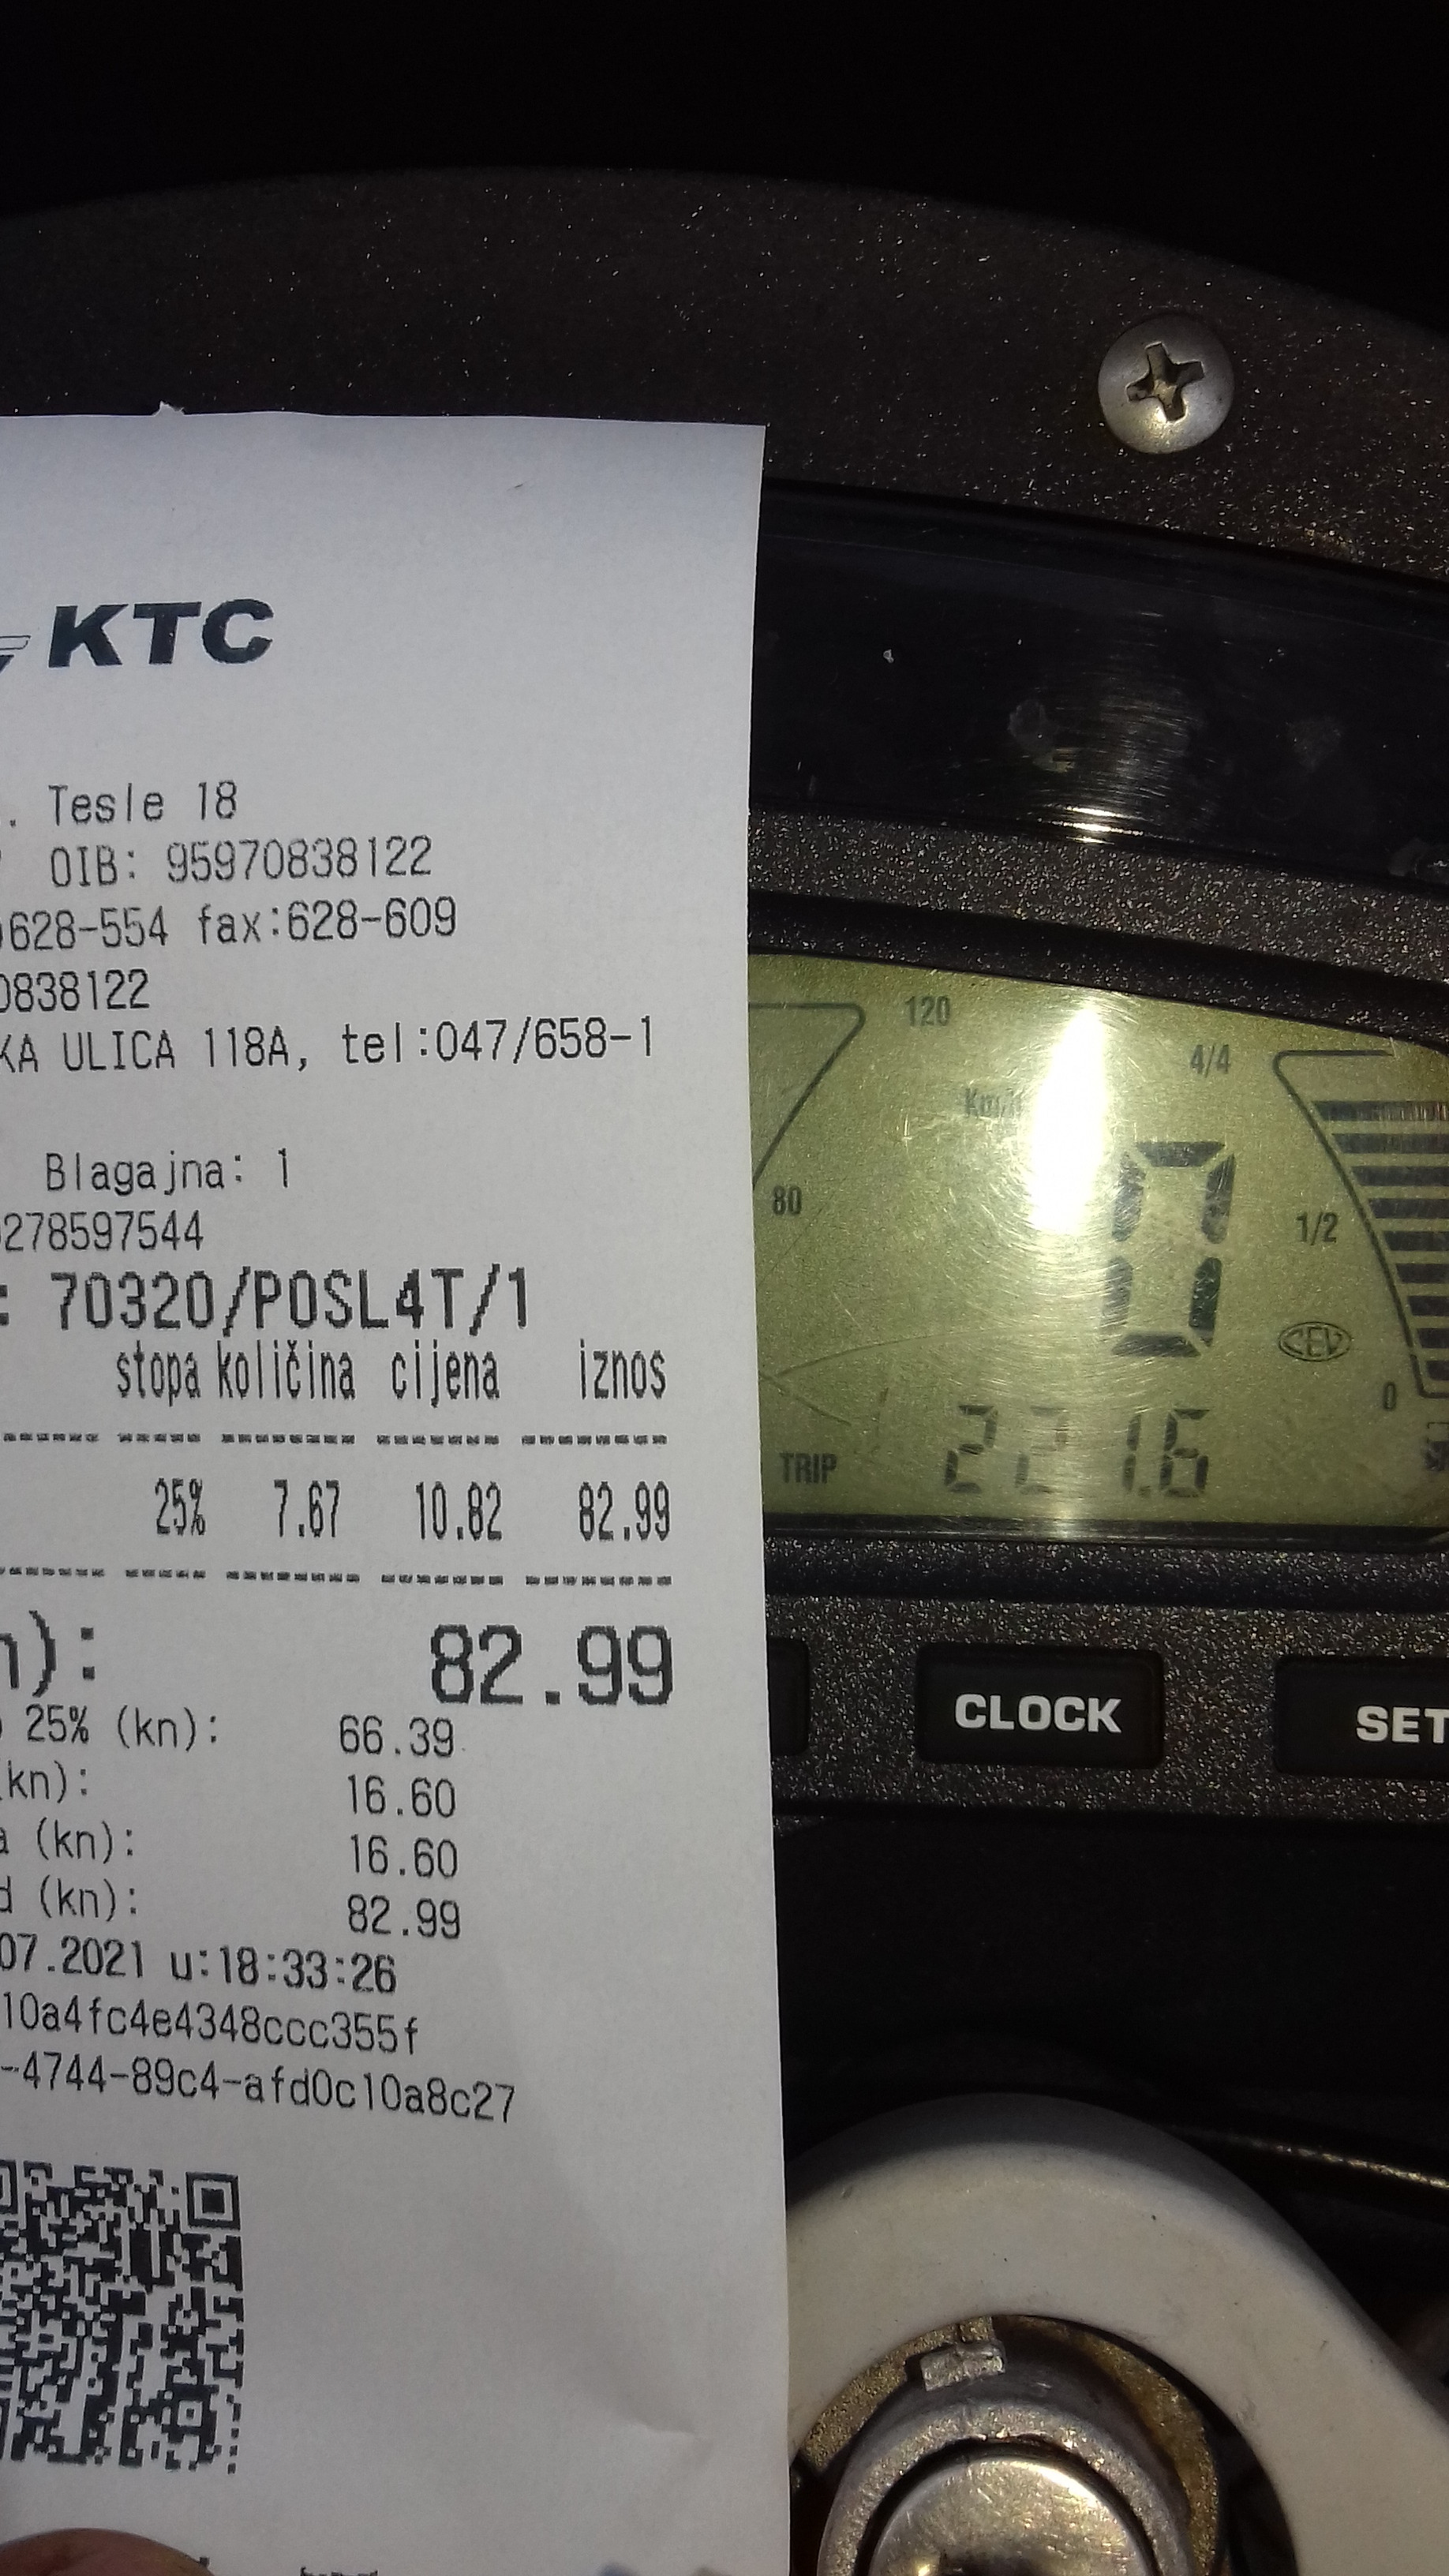 KTC
. Tesle 18
OIB: 95970838122
)628-554 fax:628-609
0838122
KA ULICA 118A, tel:047/658-1
Blagajna: 1
278597544
: 70320/POSL4T/1
stopa količina cijena iznos
25% 7.67 10.82 82.99
n): 82.99
25% (kn): 66.39
(kn): 16.60
a (kn): 16.60
d (kn): 82.99
07.2021 u:18:33:26
10a4fc4e4348ccc355f
-4744-89c4-afd0c10a8c27
120
4/4
Km/h
0
80
1/2
CEV
0
TRIP 221.6
CLOCK
SET